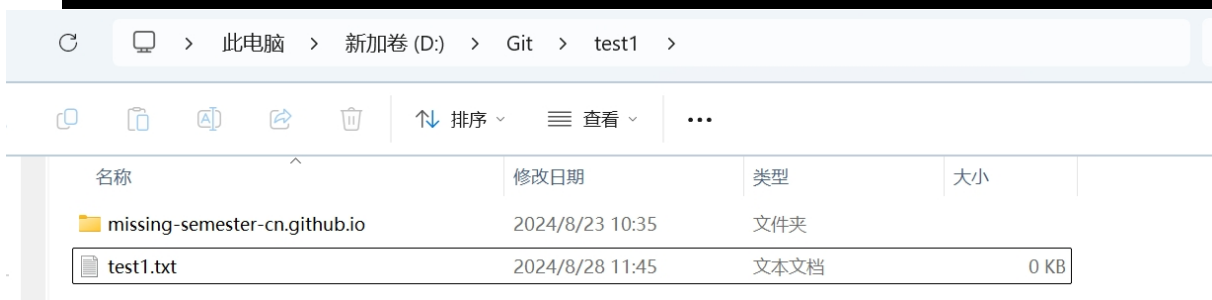 此电脑 > 新加卷 (D:) > Git > test1 >
排序 查看 •••
名称 修改日期 类型 大小
missing-semester-cn.github.io 2024/8/23 10:35 文件夹
test1.txt 2024/8/28 11:45 文本文档 0 KB